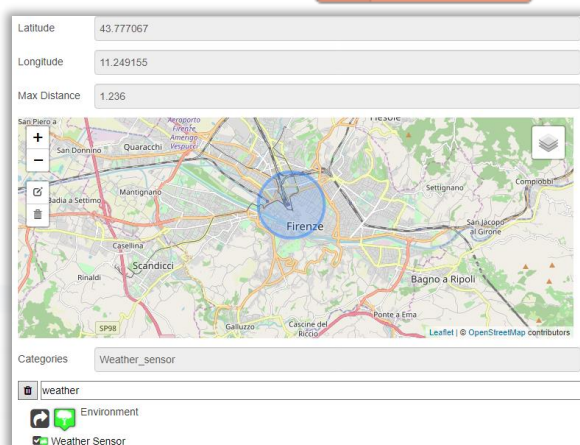 Latitude
43.777067
Longitude
11.249155
Max Distance
1.236
San Piero a
Aeroporto
Firenze
Amerigo
Vespucci
+
−
San Donnino
Quaracchi
Settignano
Compiobbi
Badia a Settimo
Mantignano
Firenze
San Jacopo
al Girone
Casellina
Scandicci
Rinaldi
Bagno a Ripoli
Ponte a Ema
SP98
Galluzzo
Cascine del
Riccio
Leaflet | © OpenStreetMap contributors
Categories
Weather_sensor
weather
Environment
Weather Sensor